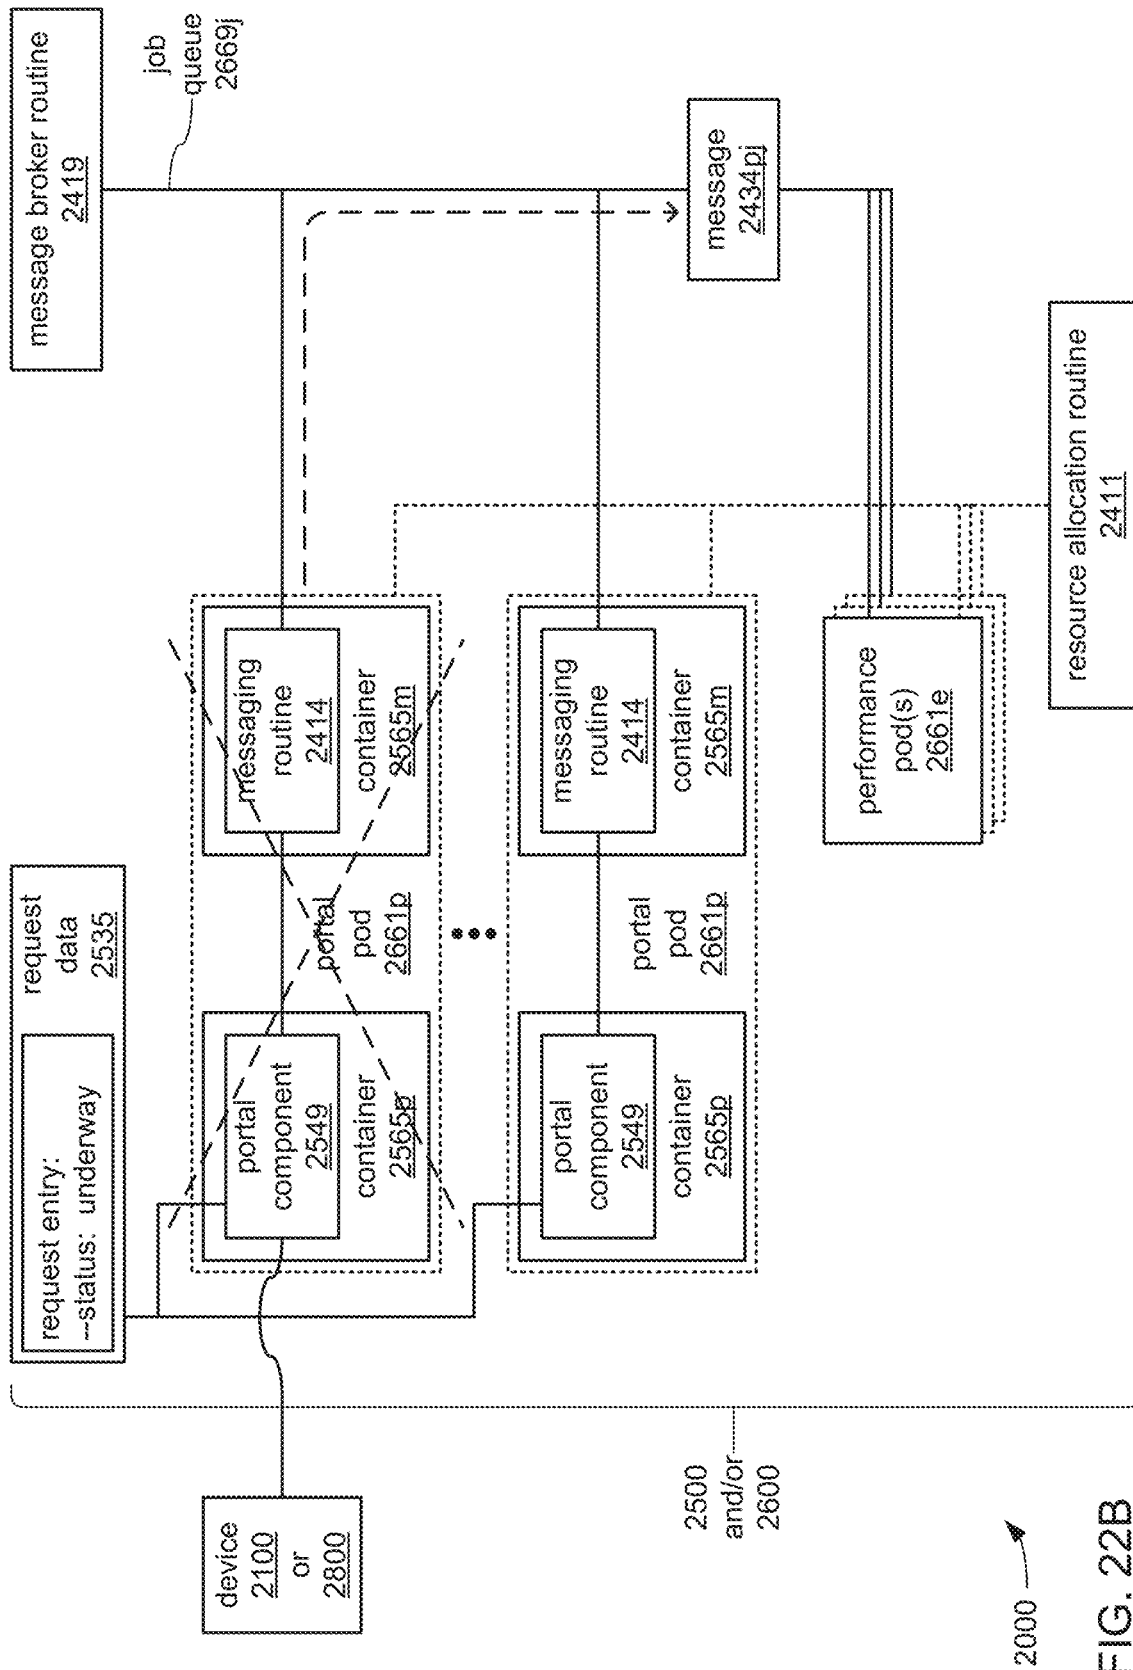 message broker routine
2419
job
queue
2669j
request
data
2535
request entry:
--status:  underway
messaging
routine
2414
container
2565m
portal
pod
2661p
portal
component
2549
container
2565p
device
2100
or
2800
messaging
routine
2414
container
2565m
portal
pod
2661p
portal
component
2549
container
2565p
message
2434pj
performance
pod(s)
2661e
resource allocation routine
2411
2500
and/or
2600
2000
FIG. 22B